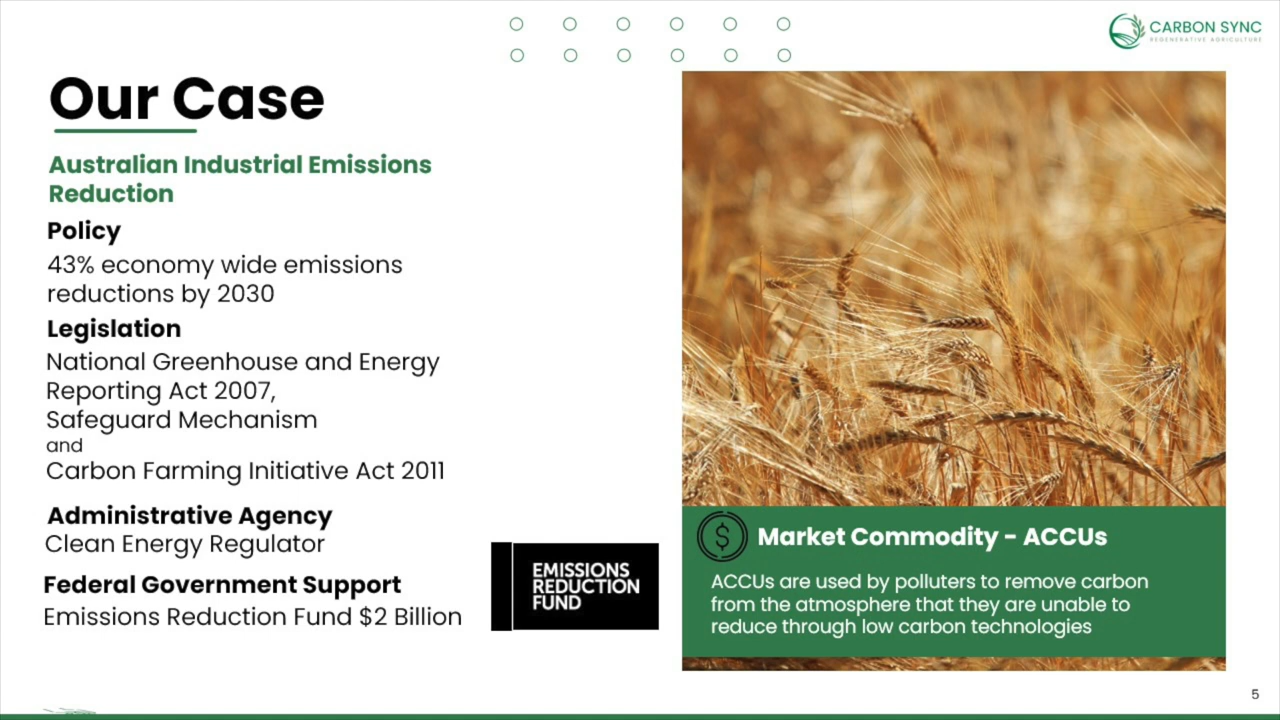 CARBON SYNC
REGENERATIVE AGRICULTURE
Our Case
Australian Industrial Emissions
Reduction
Policy
43% economy wide emissions
reductions by 2030
Legislation
National Greenhouse and Energy
Reporting Act 2007,
Safeguard Mechanism
and
Carbon Farming Initiative Act 2011
Administrative Agency
Clean Energy Regulator
Federal Government Support
Emissions Reduction Fund $2 Billion
EMISSIONS
REDUCTION
FUND
$
Market Commodity - ACCUs
ACCUs are used by polluters to remove carbon
from the atmosphere that they are unable to
reduce through low carbon technologies
5